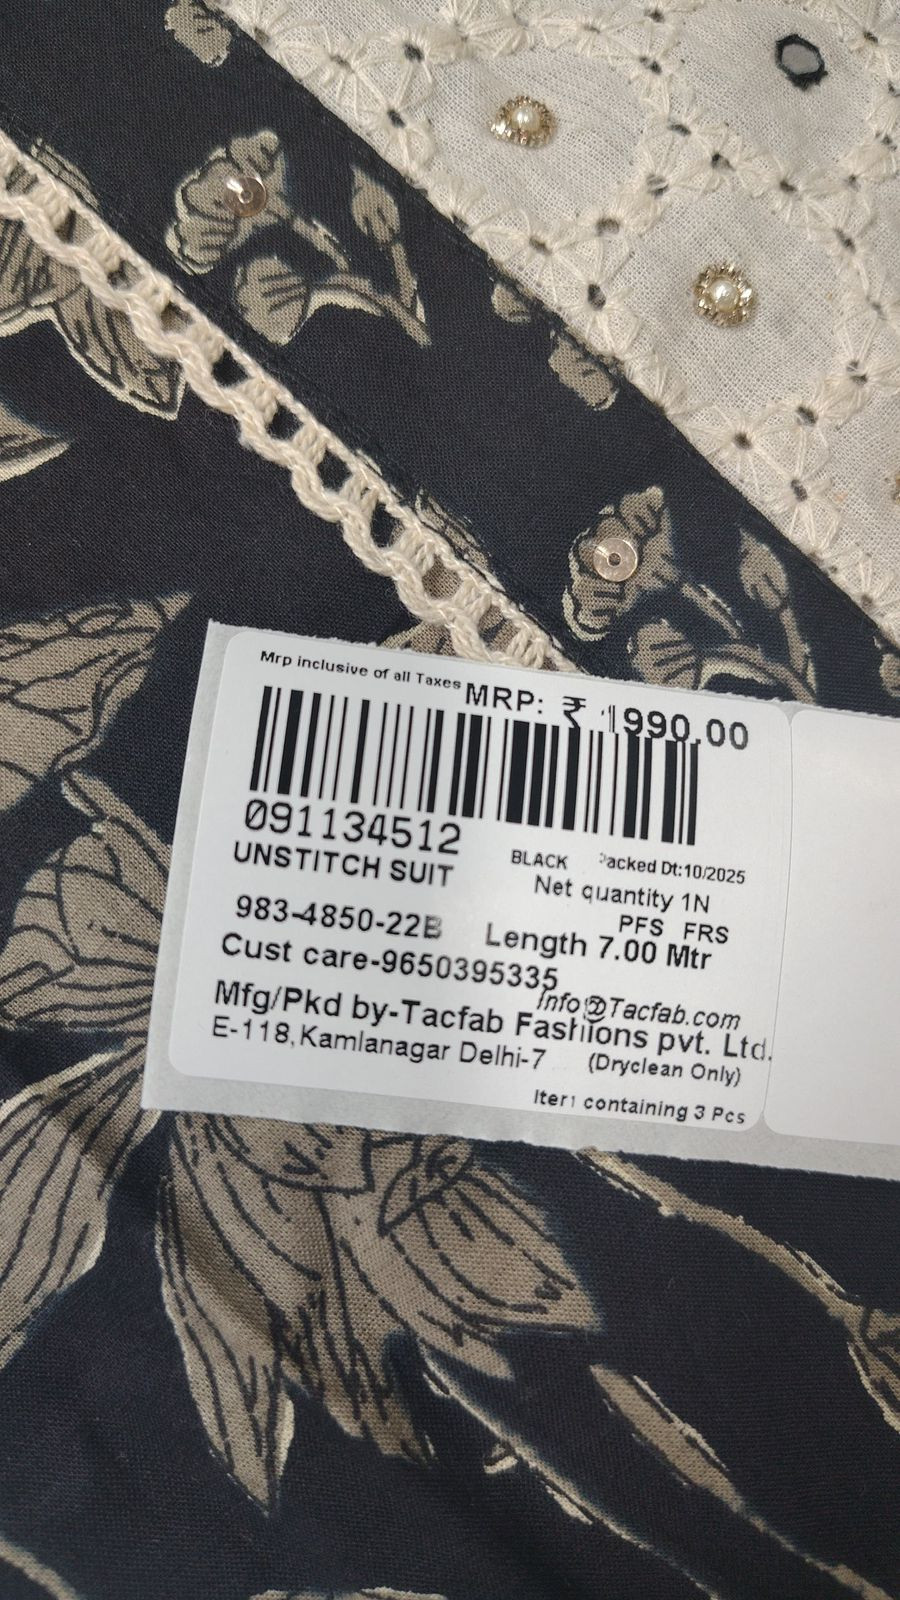 Mrp inclusive of all Taxes MRP: ₹ 1990.00
091134512
UNSTITCH SUIT BLACK Packed Dt:10/2025
Net quantity 1N
983-4850-22B PFS FRS
Length 7.00 Mtr
Cust care-9650395335
Info@Tacfab.com
Mfg/Pkd by-Tacfab Fashions pvt. Ltd.
E-118,Kamlanagar Delhi-7 (Dryclean Only)
Item containing 3 Pcs